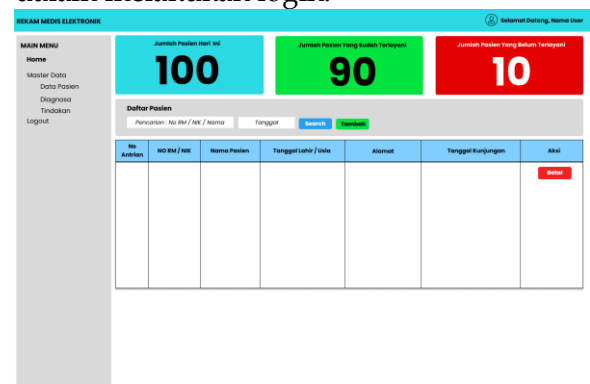 dalam melakukan login.
REKAM MEDIS ELEKTRONIK
Selamat Datang, Nama User
MAIN MENU
Home
Master Data
Data Pasien
Diagnosa
Tindakan
Logout
Jumlah Pasien Hari Ini
100
Jumlah Pasien Yang Sudah Terlayani
90
Jumlah Pasien Yang Belum Terlayani
10
Daftar Pasien
Pencarian : No RM / NIK / Nama
Tanggal
Search
Tambah
No Antrian
NO RM / NIK
Nama Pasien
Tanggal Lahir / Usia
Alamat
Tanggal Kunjungan
Aksi
Batal